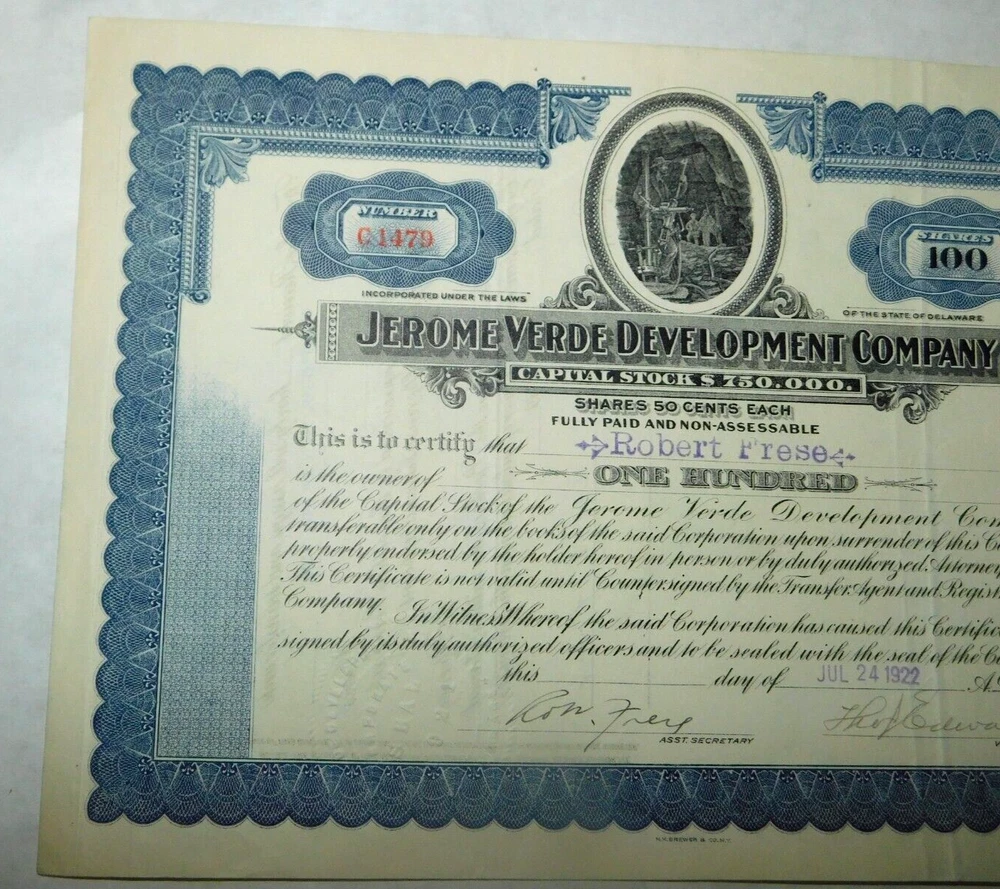 NUMBER
C1479
SHARES
100
INCORPORATED UNDER THE LAWS
OF THE STATE OF DELAWARE
JEROME VERDE DEVELOPMENT COMPANY
CAPITAL STOCK $750.000.
SHARES 50 CENTS EACH
FULLY PAID AND NON-ASSESSABLE
This is to certify that Robert Frese
is the owner of ONE HUNDRED
of the Capital Stock of the Jerome Verde Development Com
transferable only on the books of the said Corporation upon surrender of this C
properly endorsed by the holder hereof in person or by duly authorized Attorney
This Certificate is not valid until Countersigned by the Transfer Agent and Regist
Company. In Witness Whereof the said Corporation has caused this Certific
signed by its duly authorized officers and to be sealed with the seal of the Co
this day of JUL 24 1922 A.
ASST. SECRETARY